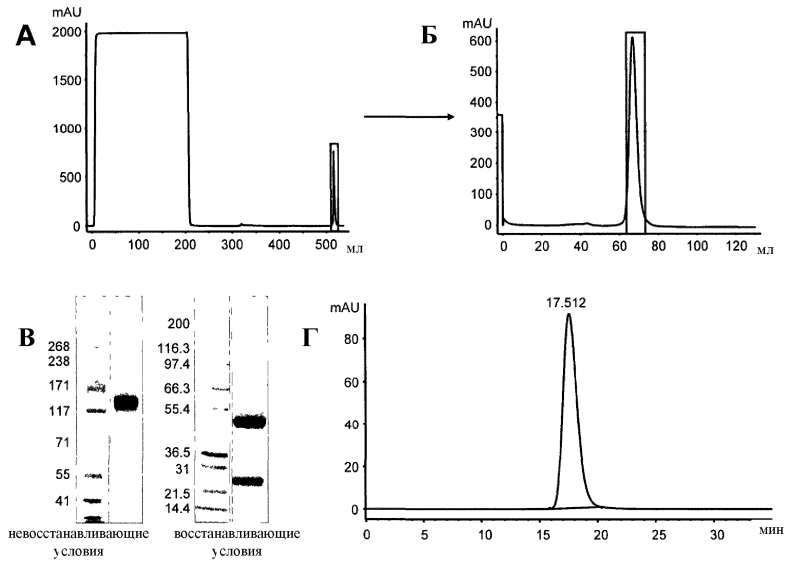 А
mAU
2000
1500
1000
500
0
0 100 200 300 400 500 мл
Б
mAU
600
500
400
300
200
100
0
0 20 40 60 80 100 120 мл
В
268
238
171
117
71
55
41
невосстанавливающие
условия
200
116.3
97.4
66.3
55.4
36.5
31
21.5
14.4
восстанавливающие
условия
Г
mAU
17.512
80
60
40
20
0
0 5 10 15 20 25 30 мин